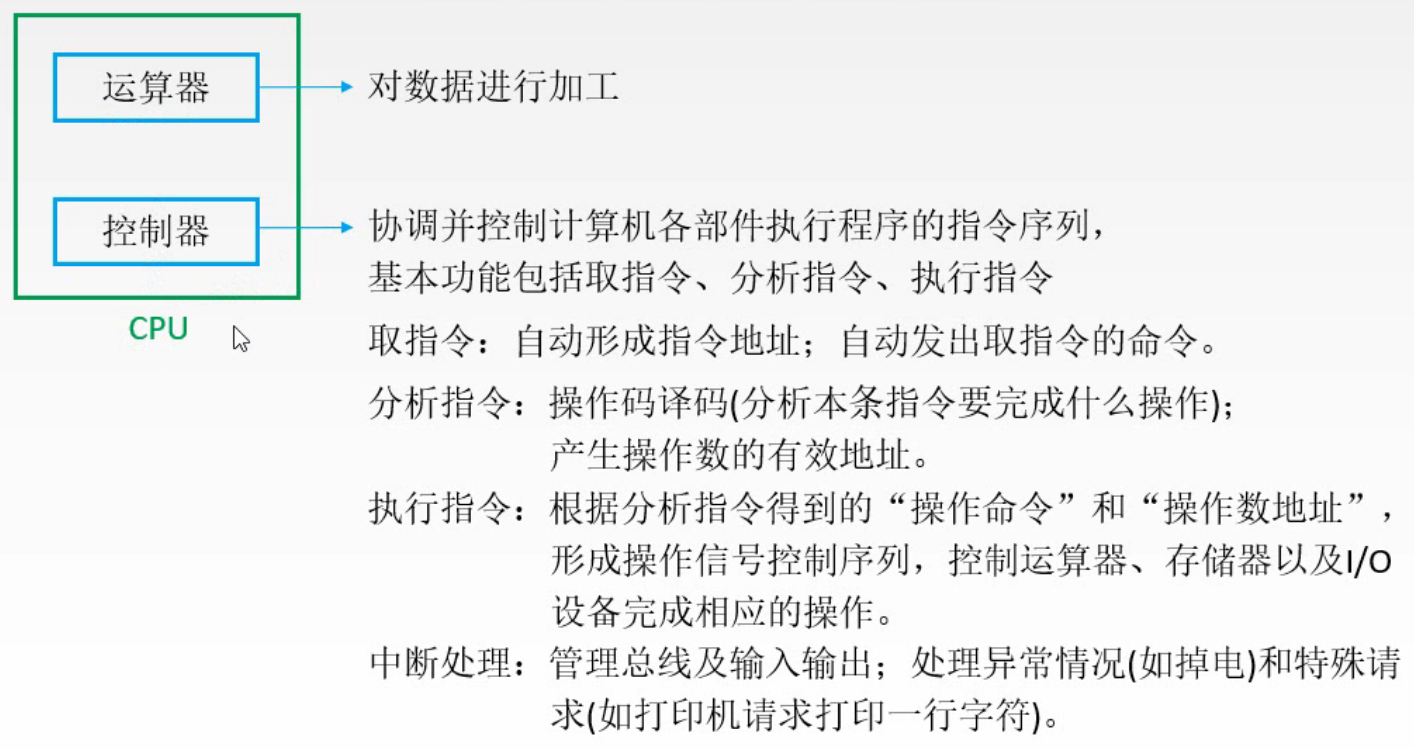 运算器
对数据进行加工
控制器
协调并控制计算机各部件执行程序的指令序列，
基本功能包括取指令、分析指令、执行指令
CPU
取指令：自动形成指令地址；自动发出取指令的命令。
分析指令：操作码译码(分析本条指令要完成什么操作)；
产生操作数的有效地址。
执行指令：根据分析指令得到的“操作命令”和“操作数地址”，
形成操作信号控制序列，控制运算器、存储器以及I/O
设备完成相应的操作。
中断处理：管理总线及输入输出；处理异常情况(如掉电)和特殊请
求(如打印机请求打印一行字符)。